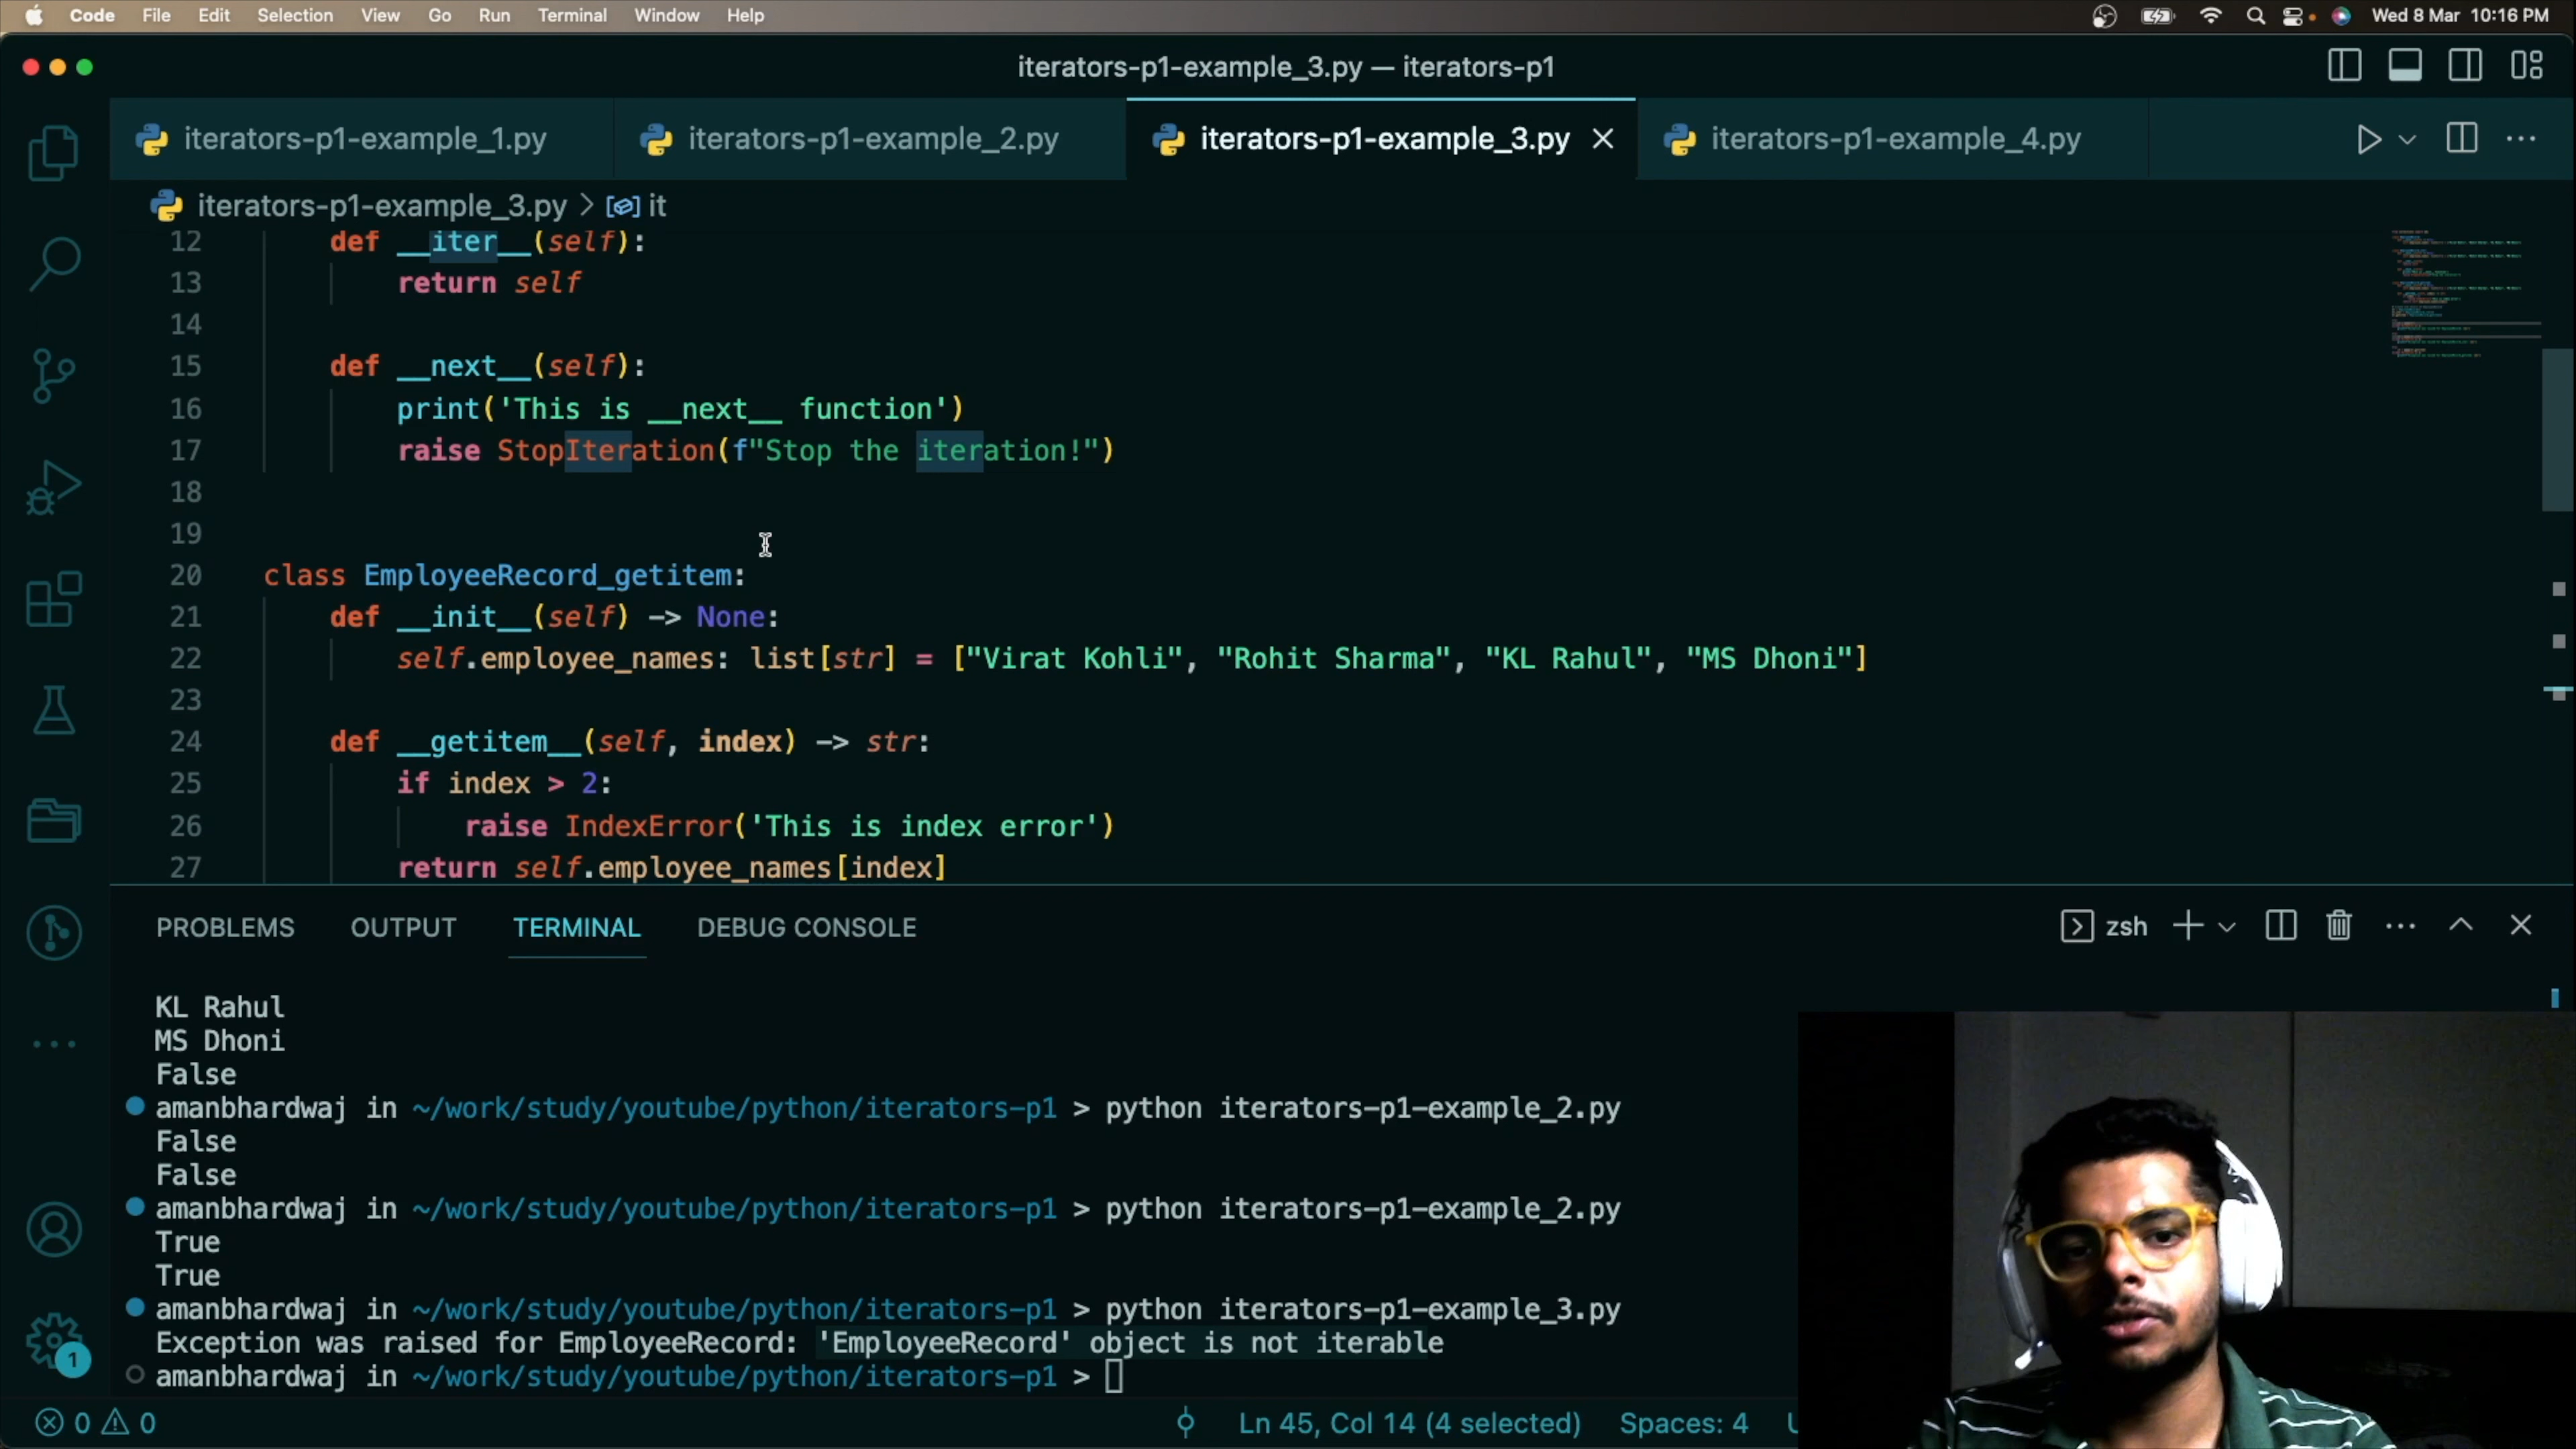 Code File Edit Selection View Go Run Terminal Window Help Wed 8 Mar 10:16 PM
iterators-p1-example_3.py — iterators-p1
iterators-p1-example_1.py iterators-p1-example_2.py iterators-p1-example_3.py iterators-p1-example_4.py
iterators-p1-example_3.py > it
12 def __iter__(self):
13 return self
14
15 def __next__(self):
16 print('This is __next__ function')
17 raise StopIteration(f"Stop the iteration!")
18
19
20 class EmployeeRecord_getitem:
21 def __init__(self) -> None:
22 self.employee_names: list[str] = ["Virat Kohli", "Rohit Sharma", "KL Rahul", "MS Dhoni"]
23
24 def __getitem__(self, index) -> str:
25 if index > 2:
26 raise IndexError('This is index error')
27 return self.employee_names[index]
PROBLEMS OUTPUT TERMINAL DEBUG CONSOLE zsh
KL Rahul
MS Dhoni
False
amanbhardwaj in ~/work/study/youtube/python/iterators-p1 > python iterators-p1-example_2.py
False
False
amanbhardwaj in ~/work/study/youtube/python/iterators-p1 > python iterators-p1-example_2.py
True
True
amanbhardwaj in ~/work/study/youtube/python/iterators-p1 > python iterators-p1-example_3.py
Exception was raised for EmployeeRecord: 'EmployeeRecord' object is not iterable
1
amanbhardwaj in ~/work/study/youtube/python/iterators-p1 >
0 0 Ln 45, Col 14 (4 selected) Spaces: 4